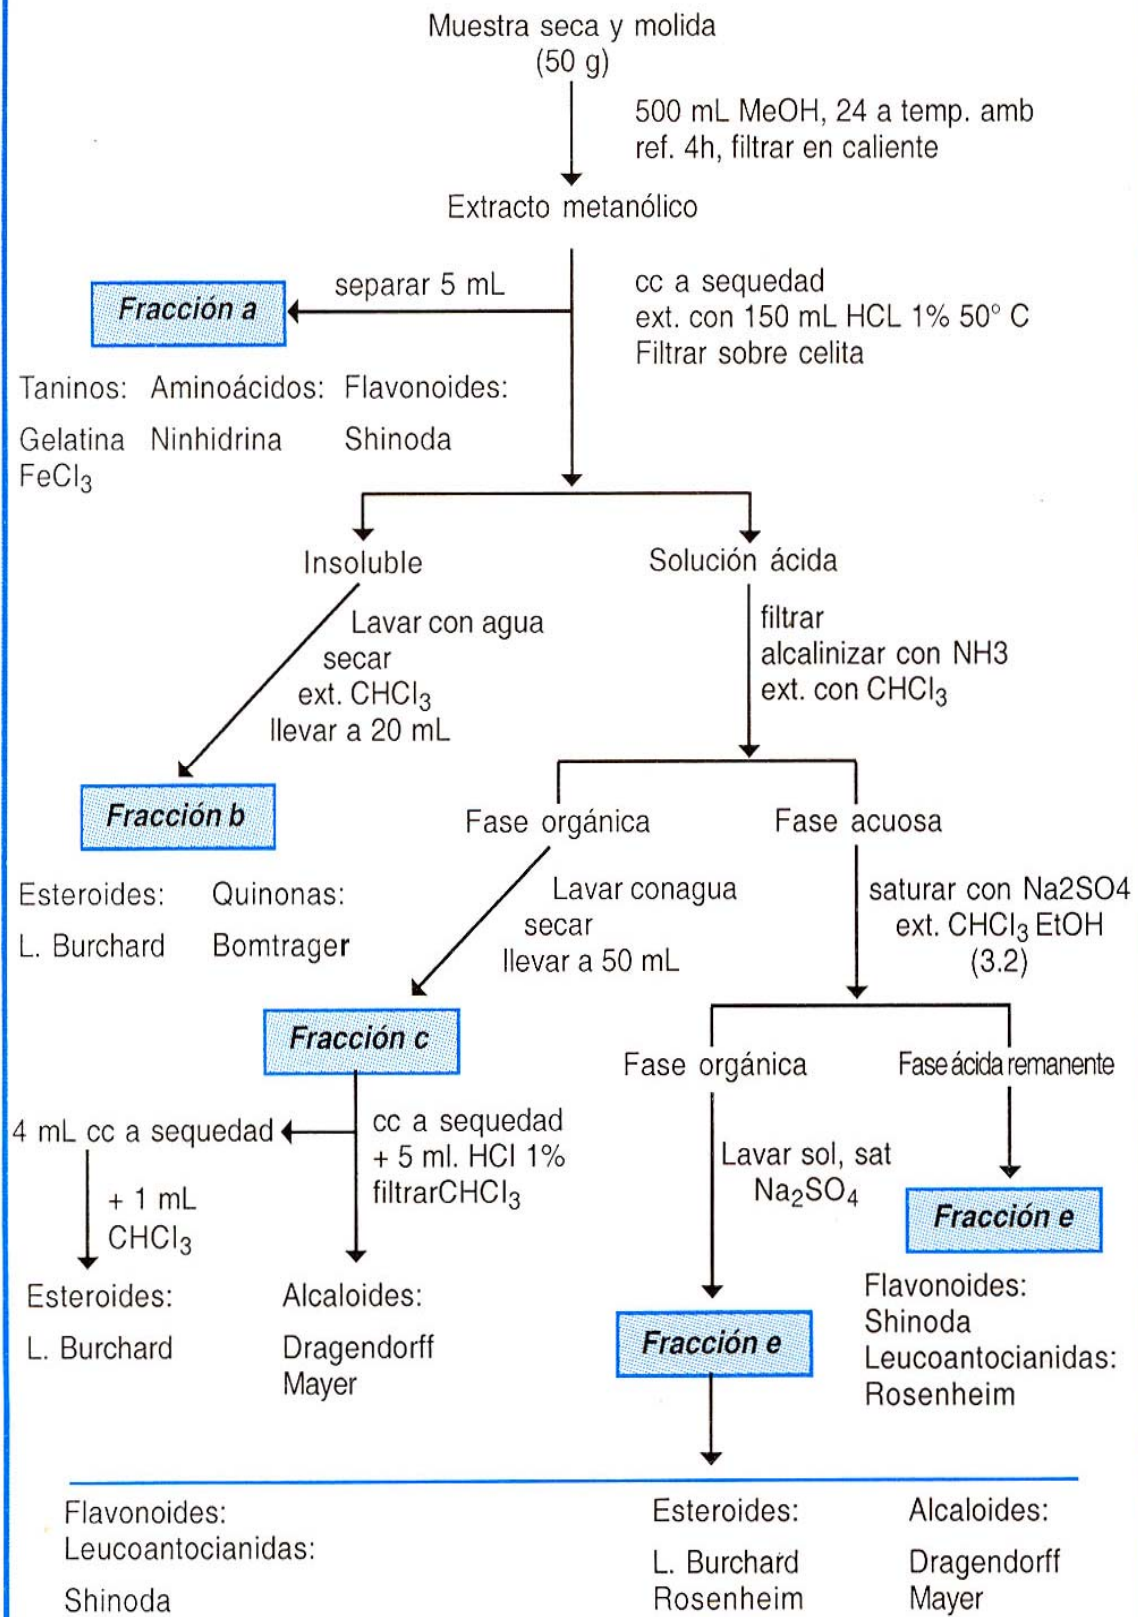 Muestra seca y molida
(50 g)
500 mL MeOH, 24 a temp. amb
ref. 4h, filtrar en caliente
Extracto metanólico
separar 5 mL
Fracción a
cc a sequedad
ext. con 150 mL HCL 1% 50° C
Filtrar sobre celita
Taninos: Aminoácidos: Flavonoides:
Gelatina Ninhidrina Shinoda
FeCl3
Insoluble
Solución ácida
Lavar con agua
secar
ext. CHCl3
llevar a 20 mL
filtrar
alcalinizar con NH3
ext. con CHCl3
Fracción b
Fase orgánica
Fase acuosa
Esteroides: Quinonas:
L. Burchard Bomtrager
Lavar conagua
secar
llevar a 50 mL
saturar con Na2SO4
ext. CHCl3 EtOH
(3.2)
Fracción c
Fase orgánica
Fase ácida remanente
4 mL cc a sequedad
cc a sequedad
+ 5 ml. HCl 1%
filtrarCHCl3
+ 1 mL
CHCl3
Lavar sol, sat
Na2SO4
Fracción e
Esteroides:
L. Burchard
Alcaloides:
Dragendorff
Mayer
Fracción e
Flavonoides:
Shinoda
Leucoantocianidas:
Rosenheim
Flavonoides:
Leucoantocianidas:
Shinoda
Esteroides:
L. Burchard
Rosenheim
Alcaloides:
Dragendorff
Mayer